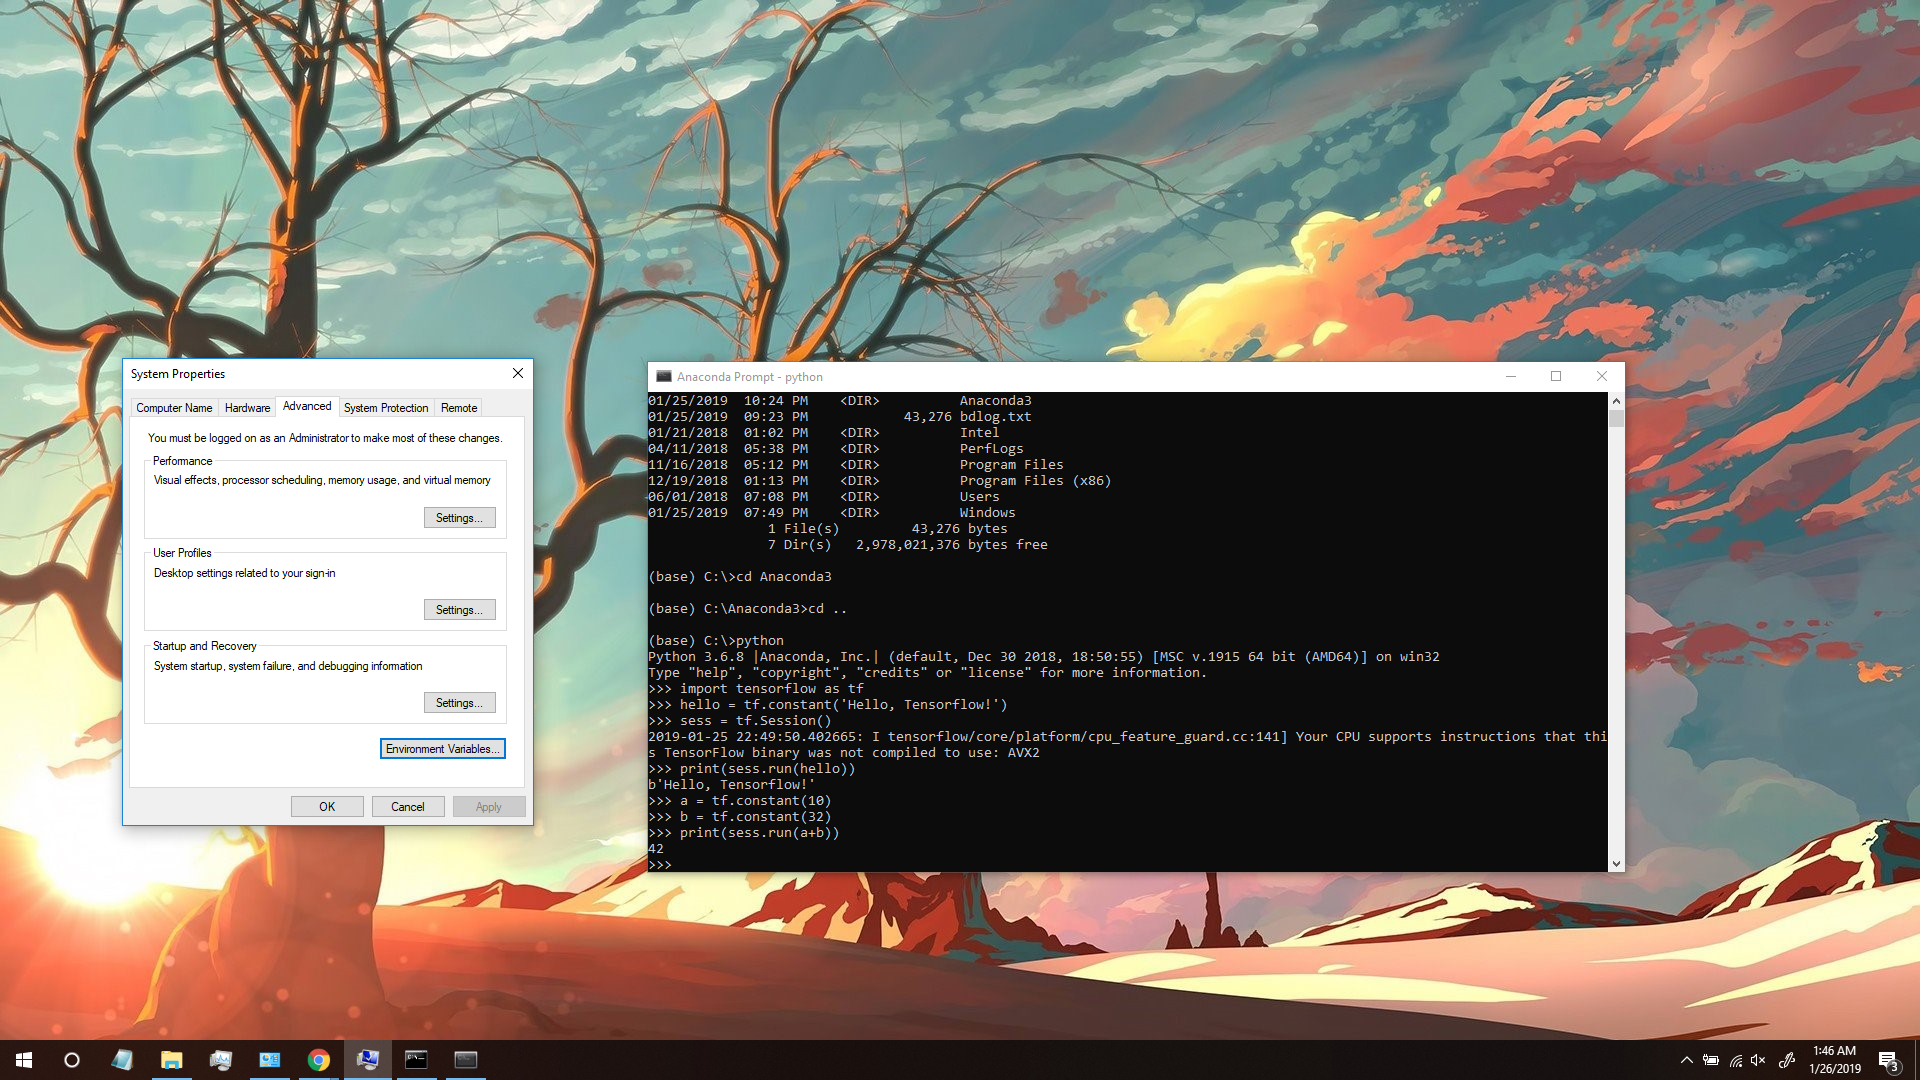 System Properties
Computer Name Hardware Advanced System Protection Remote
You must be logged on as an Administrator to make most of these changes.
Performance
Visual effects, processor scheduling, memory usage, and virtual memory
Settings...
User Profiles
Desktop settings related to your sign-in
Settings...
Startup and Recovery
System startup, system failure, and debugging information
Settings...
Environment Variables...
OK Cancel Apply
Anaconda Prompt - python
01/25/2019 10:24 PM <DIR> Anaconda3
01/25/2019 09:23 PM 43,276 bdlog.txt
01/21/2018 01:02 PM <DIR> Intel
04/11/2018 05:38 PM <DIR> PerfLogs
11/16/2018 05:12 PM <DIR> Program Files
12/19/2018 01:13 PM <DIR> Program Files (x86)
06/01/2018 07:08 PM <DIR> Users
01/25/2019 07:49 PM <DIR> Windows
1 File(s) 43,276 bytes
7 Dir(s) 2,978,021,376 bytes free
(base) C:\>cd Anaconda3
(base) C:\Anaconda3>cd ..
(base) C:\>python
Python 3.6.8 |Anaconda, Inc.| (default, Dec 30 2018, 18:50:55) [MSC v.1915 64 bit (AMD64)] on win32
Type "help", "copyright", "credits" or "license" for more information.
>>> import tensorflow as tf
>>> hello = tf.constant('Hello, Tensorflow!')
>>> sess = tf.Session()
2019-01-25 22:49:50.402665: I tensorflow/core/platform/cpu_feature_guard.cc:141] Your CPU supports instructions that thi
s TensorFlow binary was not compiled to use: AVX2
>>> print(sess.run(hello))
b'Hello, Tensorflow!'
>>> a = tf.constant(10)
>>> b = tf.constant(32)
>>> print(sess.run(a+b))
42
>>>
1:46 AM
1/26/2019
3